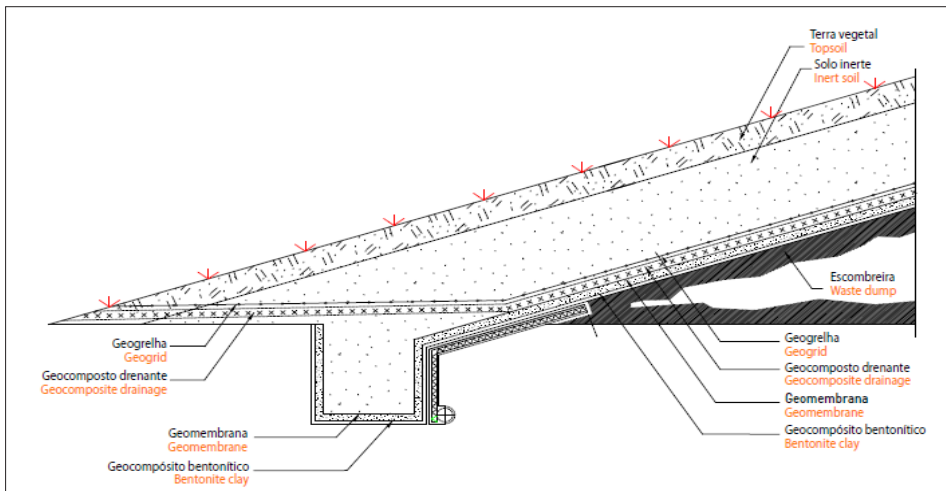 Terra vegetal
Topsoil
Solo inerte
Inert soil
Escombreira
Waste dump
Geogrelha
Geogrid
Geocomposto drenante
Geocomposite drainage
Geomembrana
Geomembrane
Geocompósito bentonítico
Bentonite clay
Geogrelha
Geogrid
Geocomposto drenante
Geocomposite drainage
Geomembrana
Geomembrane
Geocompósito bentonítico
Bentonite clay